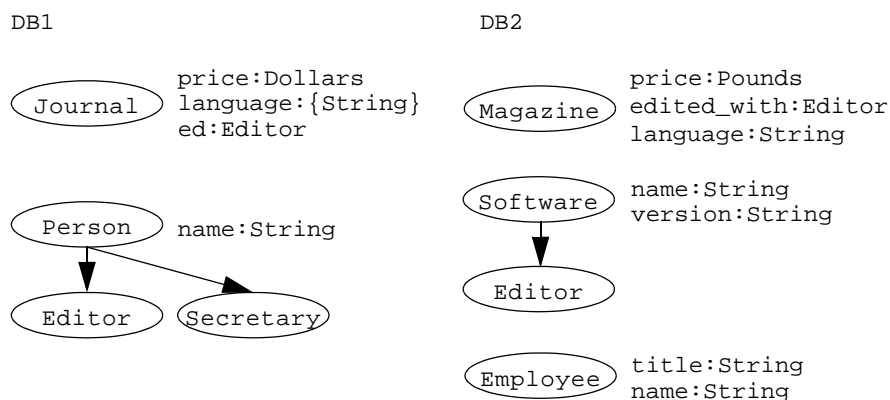 DB1
Journal
price:Dollars
language:{String}
ed:Editor
Person
name:String
Editor
Secretary
DB2
Magazine
price:Pounds
edited_with:Editor
language:String
Software
name:String
version:String
Editor
Employee
title:String
name:String